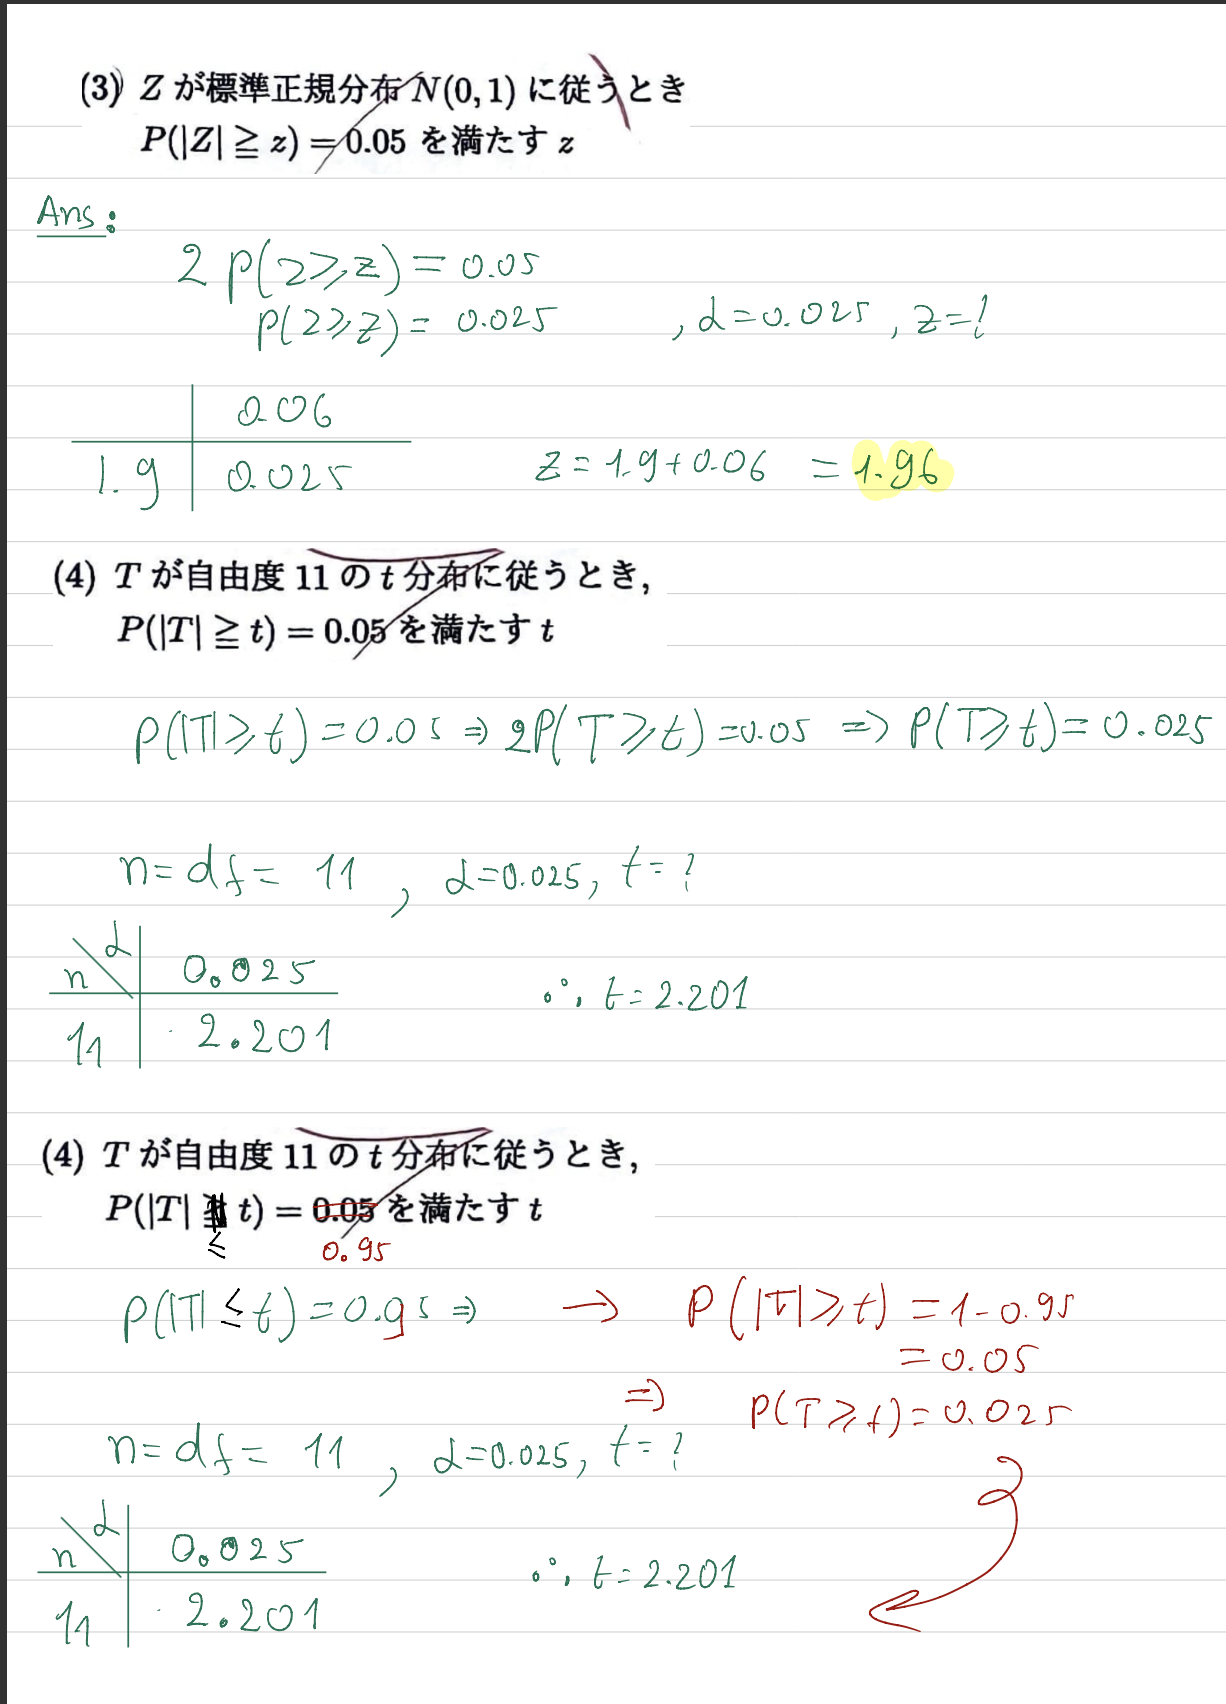 (3) Z が標準正規分布 N(0, 1) に従うとき
P(|Z| ≧ z) = 0.05 を満たす z
Ans:
2 P(Z ≥ z) = 0.05
P(Z ≥ z) = 0.025 , α = 0.025 , z = ?
0.06
1.9 0.025 z = 1.9 + 0.06 = 1.96
(4) T が自由度 11 の t 分布に従うとき,
P(|T| ≧ t) = 0.05 を満たす t
P(|T| ≥ t) = 0.05 ⇒ 2P(T ≥ t) = 0.05 ⇒ P(T ≥ t) = 0.025
n = df = 11 , α = 0.025, t = ?
n α 0.025
11 2.201 ∴ t = 2.201
(4) T が自由度 11 の t 分布に従うとき,
P(|T| ≤ t) = 0.05 を満たす t
0.95
P(|T| ≤ t) = 0.95 ⇒ → P(|T| ≥ t) = 1 - 0.95
= 0.05
⇒ P(T ≥ t) = 0.025
n = df = 11 , α = 0.025, t = ?
n α 0.025
11 2.201 ∴ t = 2.201